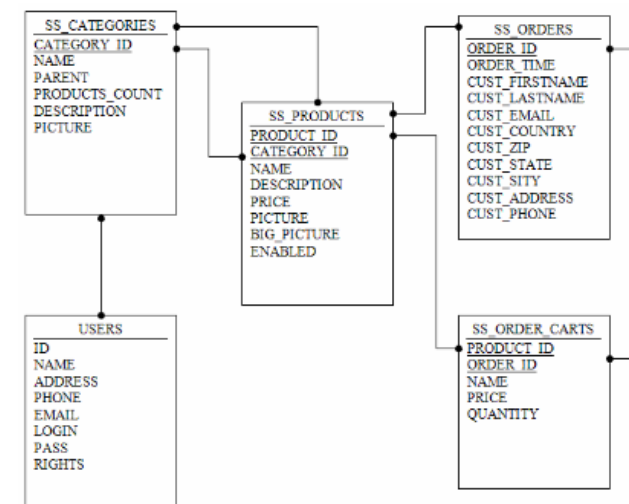 SS_CATEGORIES
CATEGORY_ID
NAME
PARENT
PRODUCTS_COUNT
DESCRIPTION
PICTURE
SS_PRODUCTS
PRODUCT_ID
CATEGORY_ID
NAME
DESCRIPTION
PRICE
PICTURE
BIG_PICTURE
ENABLED
SS_ORDERS
ORDER_ID
ORDER_TIME
CUST_FIRSTNAME
CUST_LASTNAME
CUST_EMAIL
CUST_COUNTRY
CUST_ZIP
CUST_STATE
CUST_SITY
CUST_ADDRESS
CUST_PHONE
USERS
ID
NAME
ADDRESS
PHONE
EMAIL
LOGIN
PASS
RIGHTS
SS_ORDER_CARTS
PRODUCT_ID
ORDER_ID
NAME
PRICE
QUANTITY